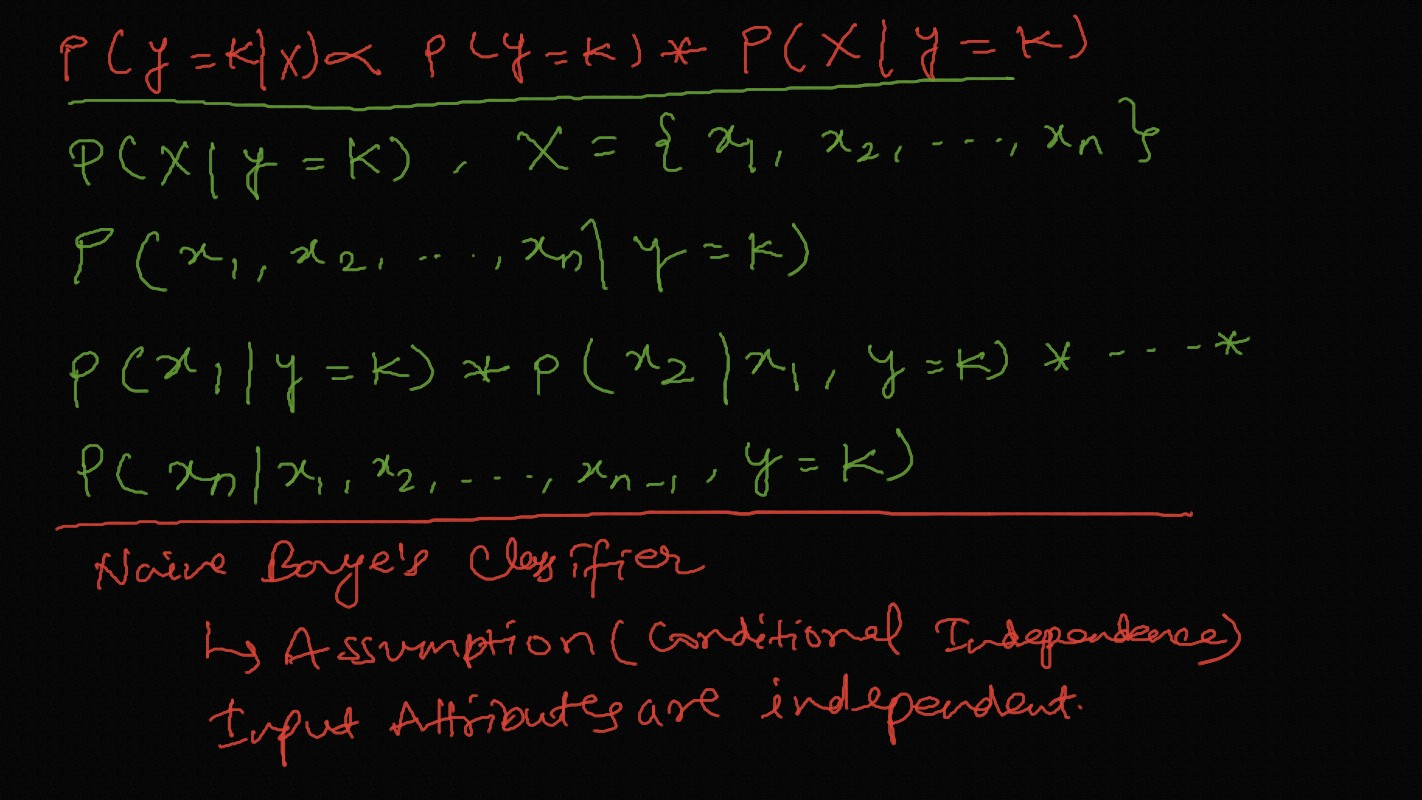 P(y=k|X)∝ P(y=k) * P(X|y=k)
P(X|y=k), X = {x₁, x₂, ---, xₙ}
P(x₁, x₂, ..., xₙ|y=k)
P(x₁|y=k) * P(x₂|x₁, y=k) * ---- *
P(xₙ|x₁, x₂, ..., xₙ₋₁, y=k)
Naive Baye's Classifier
↳ Assumption (Conditional Independence)
Input Attributes are independent.